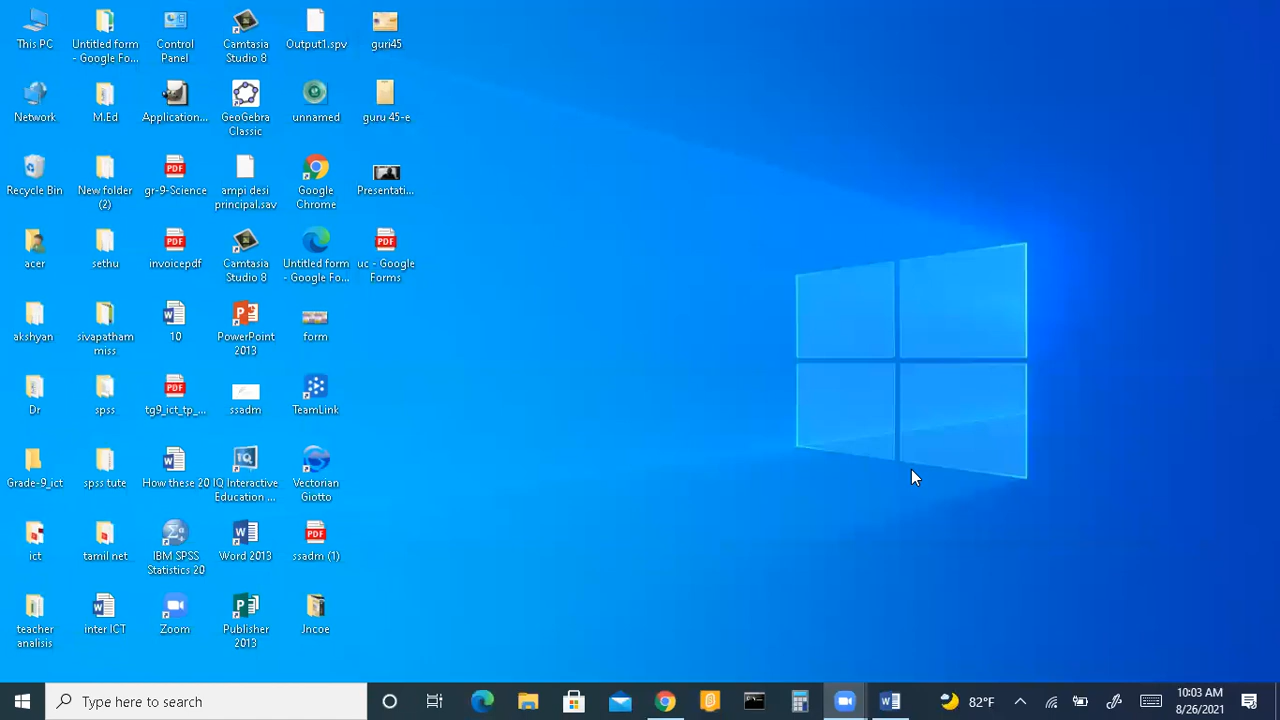 This PC
Untitled form
- Google Fo...
Control
Panel
Camtasia
Studio 8
Output1.spv
guri45
Network
M.Ed
Application...
GeoGebra
Classic
unnamed
guru 45-e
Recycle Bin
New folder
(2)
PDF
gr-9-Science
ampi desi
principal.sav
Google
Chrome
Presentati...
acer
sethu
PDF
invoicepdf
Camtasia
Studio 8
Untitled form
- Google Fo...
PDF
uc - Google
Forms
akshyan
sivapatham
miss
10
PowerPoint
2013
form
Dr
spss
PDF
tg9_ict_tp_...
ssadm
TeamLink
Grade-9_ict
spss tute
How these 20
IQ Interactive
Education ...
Vectorian
Giotto
ict
tamil net
IBM SPSS
Statistics 20
Word 2013
PDF
ssadm (1)
teacher
analisis
inter ICT
Zoom
Publisher
2013
Jncoe
Type here to search
82°F
10:03 AM
8/26/2021